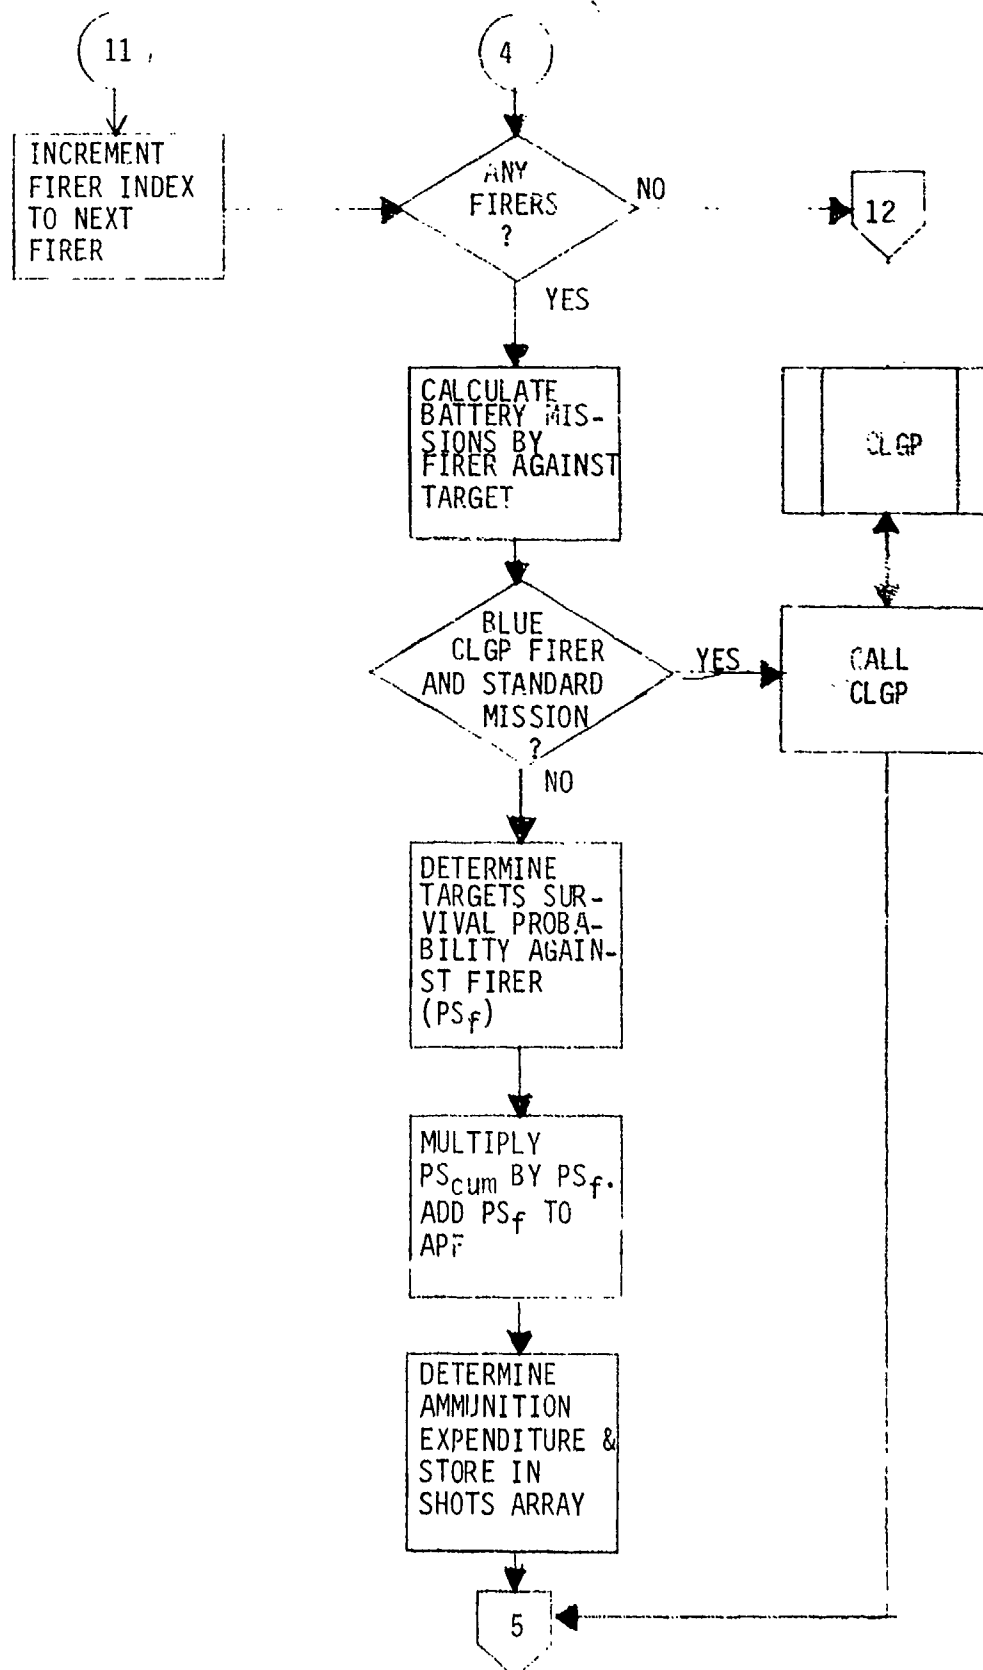 11
4
INCREMENT
FIRER INDEX
TO NEXT
FIRER
ANY
FIRERS
?
NO
12
YES
CALCULATE
BATTERY MIS-
SIONS BY
FIRER AGAINST
TARGET
CLGP
BLUE
CLGP FIRER
AND STANDARD
MISSION
?
YES
CALL
CLGP
NO
DETERMINE
TARGETS SUR-
VIVAL PROBA-
BILITY AGAIN-
ST FIRER
(PSf)
MULTIPLY
PScum BY PSf.
ADD PSf TO
APF
DETERMINE
AMMUNITION
EXPENDITURE &
STORE IN
SHOTS ARRAY
5